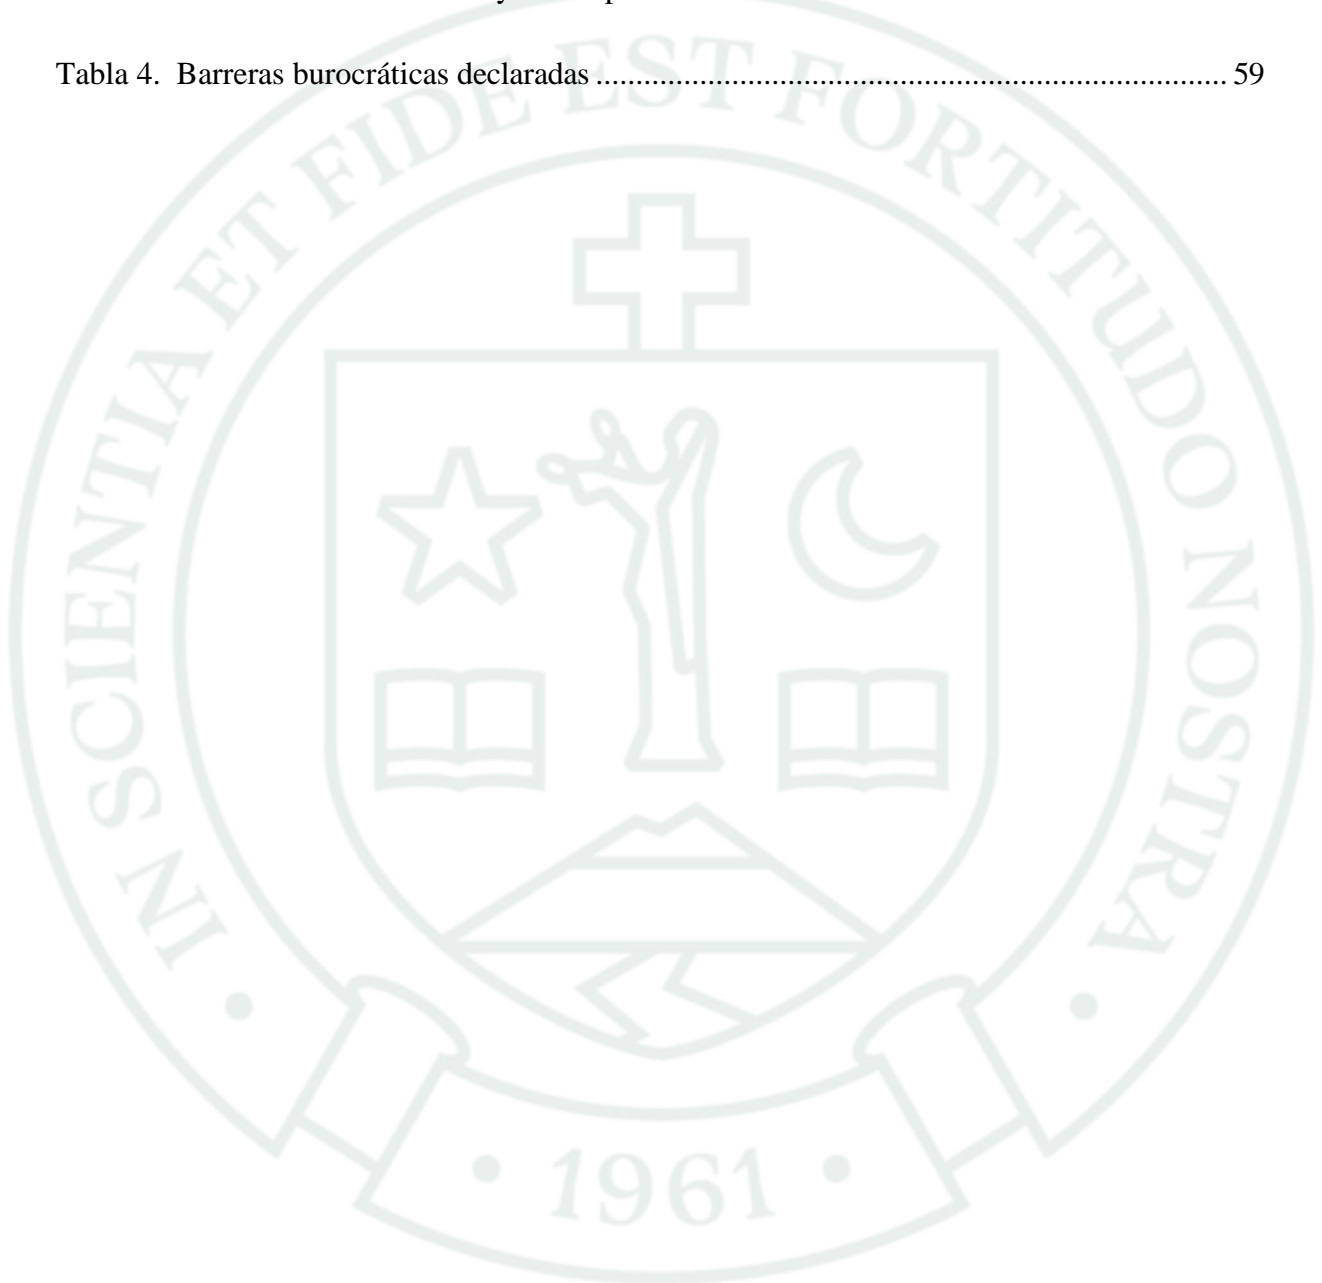 Tabla 4. Barreras burocráticas declaradas ................................................................................ 59
IN SCIENTIA ET FIDE EST FORTITUDO NOSTRA
• 1961 •